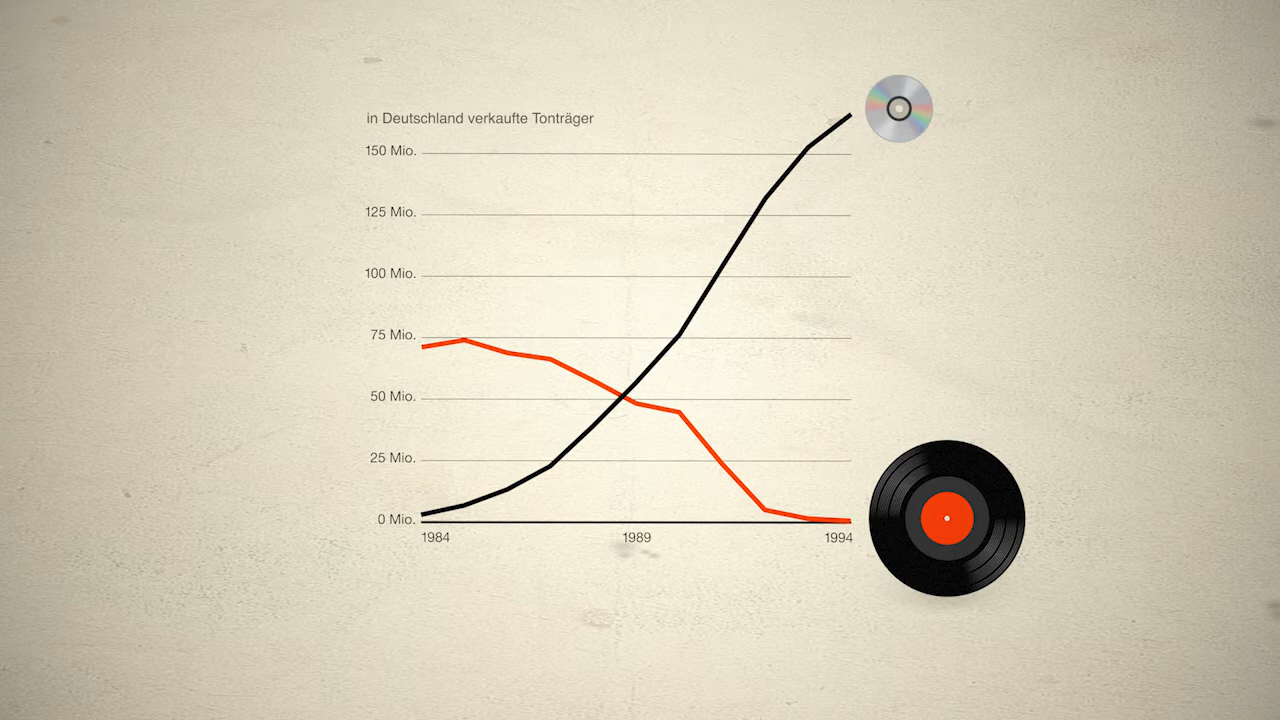 in Deutschland verkaufte Tonträger
150 Mio.
125 Mio.
100 Mio.
75 Mio.
50 Mio.
25 Mio.
0 Mio.
1984 1989 1994